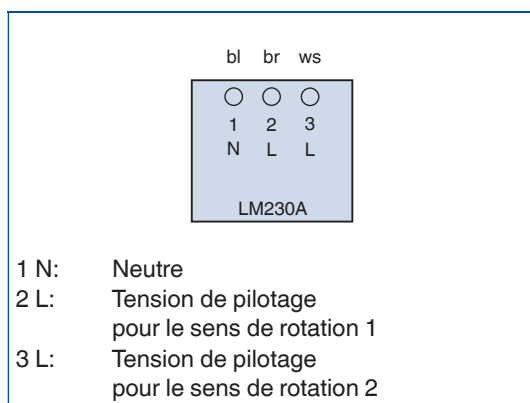 bl br ws
1 2 3
N L L
LM230A
1 N: Neutre
2 L: Tension de pilotage
pour le sens de rotation 1
3 L: Tension de pilotage
pour le sens de rotation 2